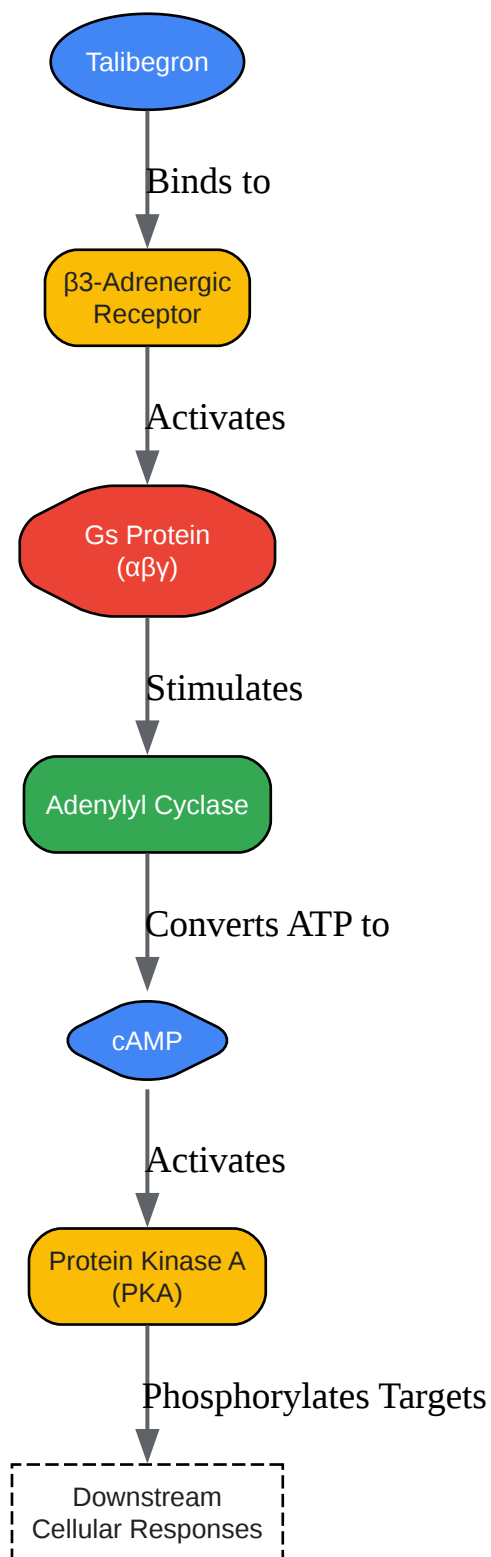 Talibegron
Binds to
β3-Adrenergic
Receptor
Activates
Gs Protein
(αβγ)
Stimulates
Adenylyl Cyclase
Converts ATP to
cAMP
Activates
Protein Kinase A
(PKA)
Phosphorylates Targets
Downstream
Cellular Responses